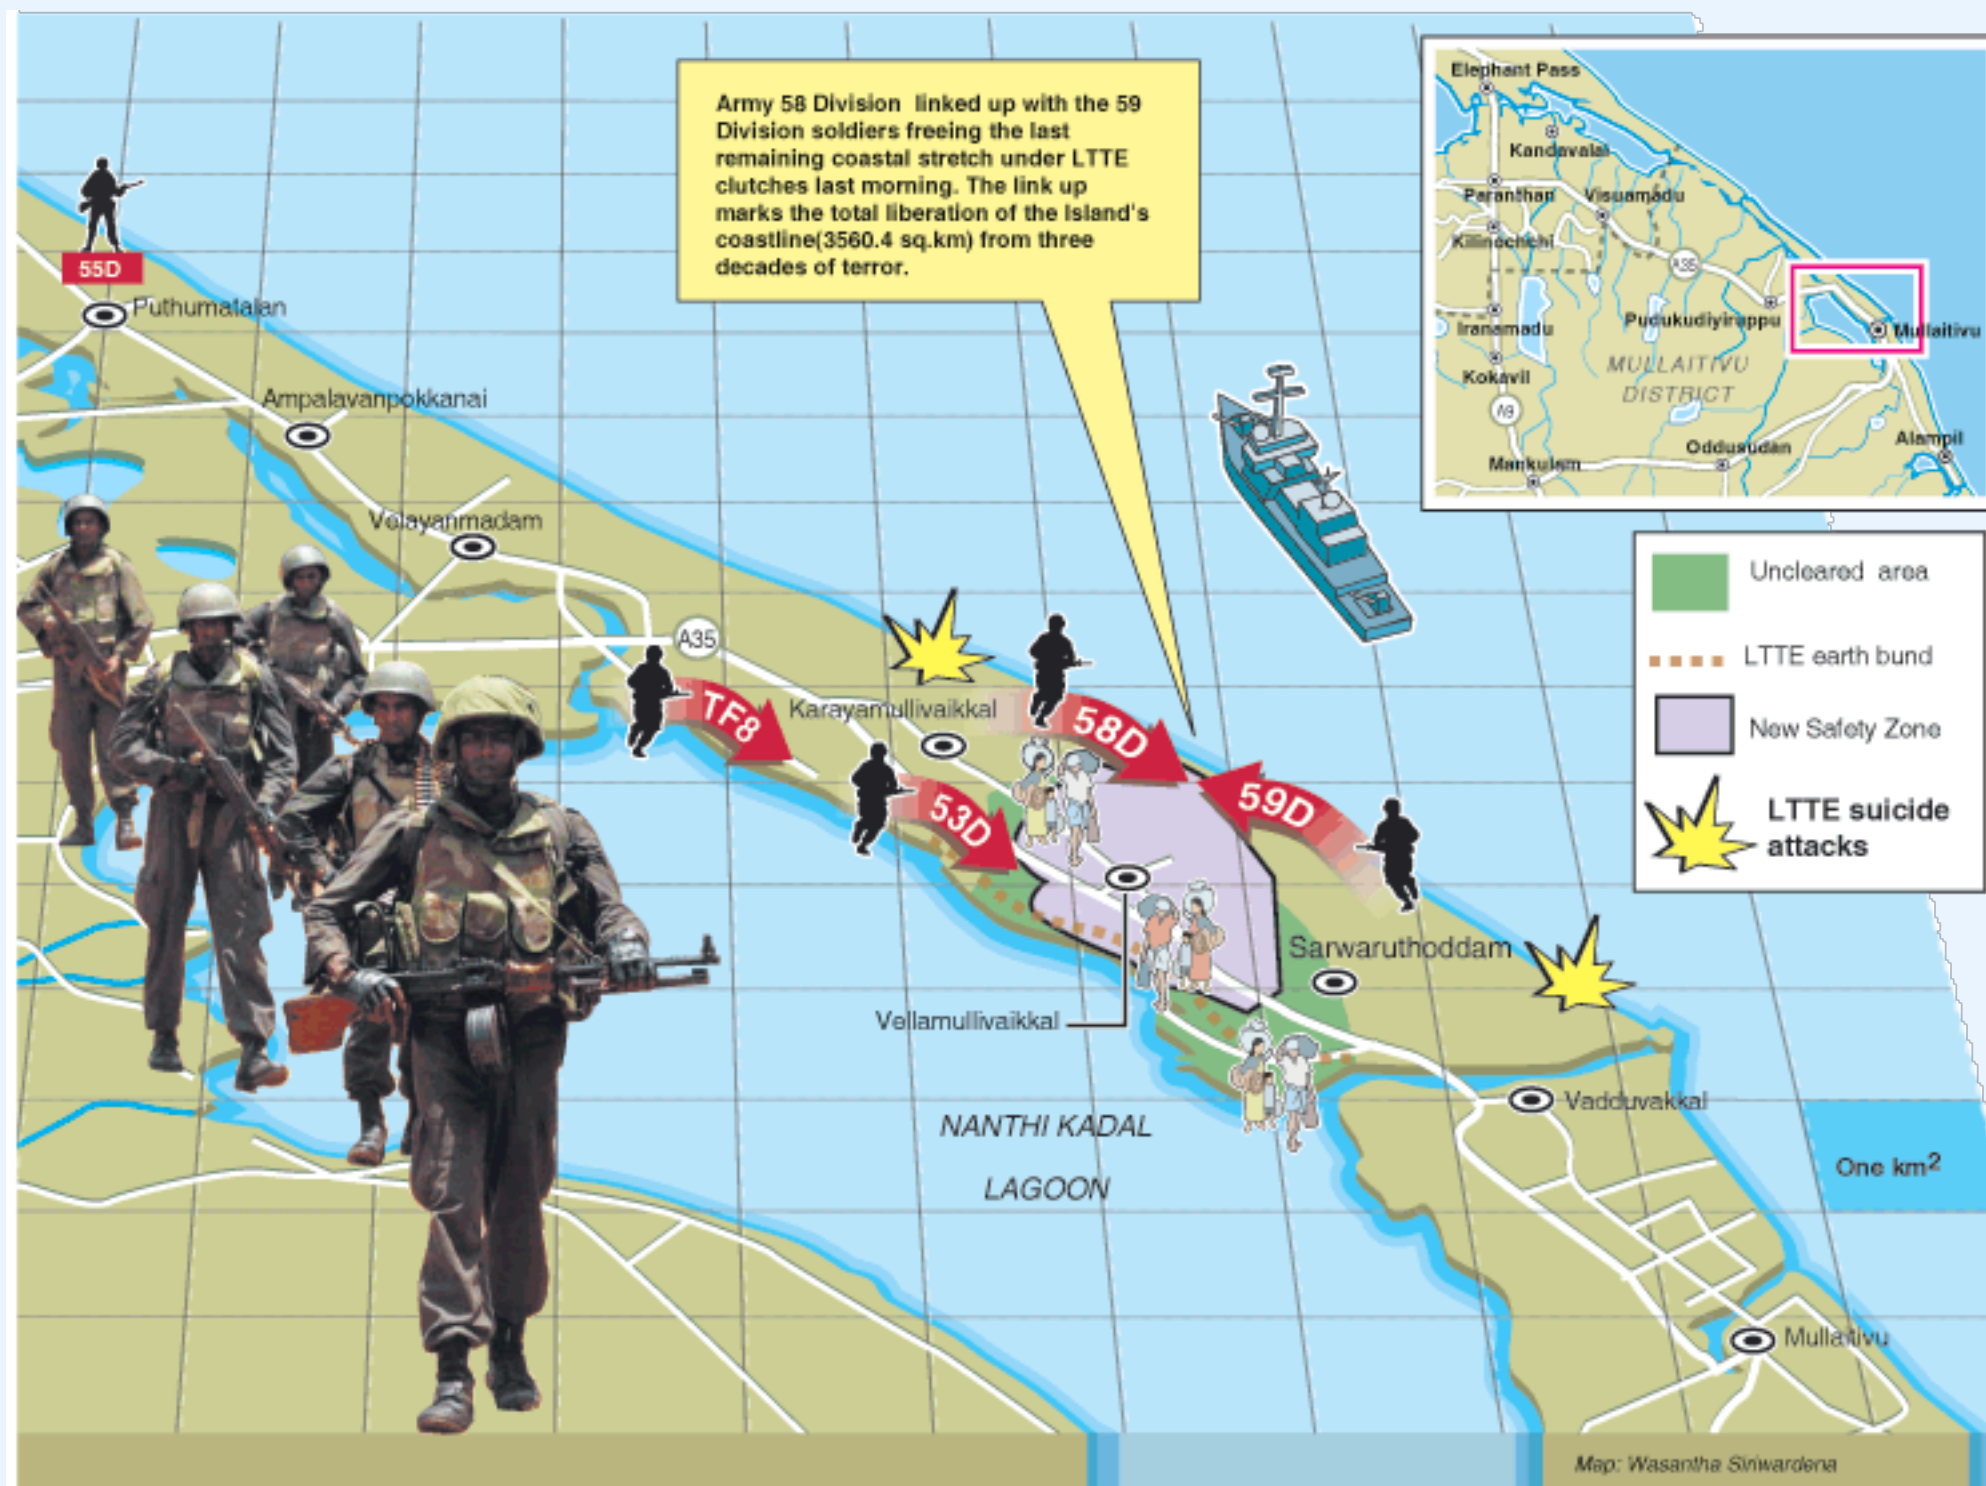 Army 58 Division linked up with the 59
Division soldiers freeing the last
remaining coastal stretch under LTTE
clutches last morning. The link up
marks the total liberation of the Island's
coastline(3560.4 sq.km) from three
decades of terror.
Elephant Pass
Kandavalai
Paranthan
Visuamadu
Kilinochchi
A35
Iranamadu
Pudukudiyiruppu
Mullaitivu
Kokavil
MULLAITIVU
DISTRICT
A9
Oddusudan
Alampil
Mankulam
55D
Puthumatalan
Ampalavanpokkanai
Velayanmadam
A35
TF8
Karayamullivaikkal
58D
53D
59D
Sarwaruthoddam
Vellamullivaikkal
NANTHI KADAL
LAGOON
Vadduvakkal
Mullaitivu
Uncleared area
LTTE earth bund
New Safety Zone
LTTE suicide
attacks
One km²
Map: Wasantha Siriwardena